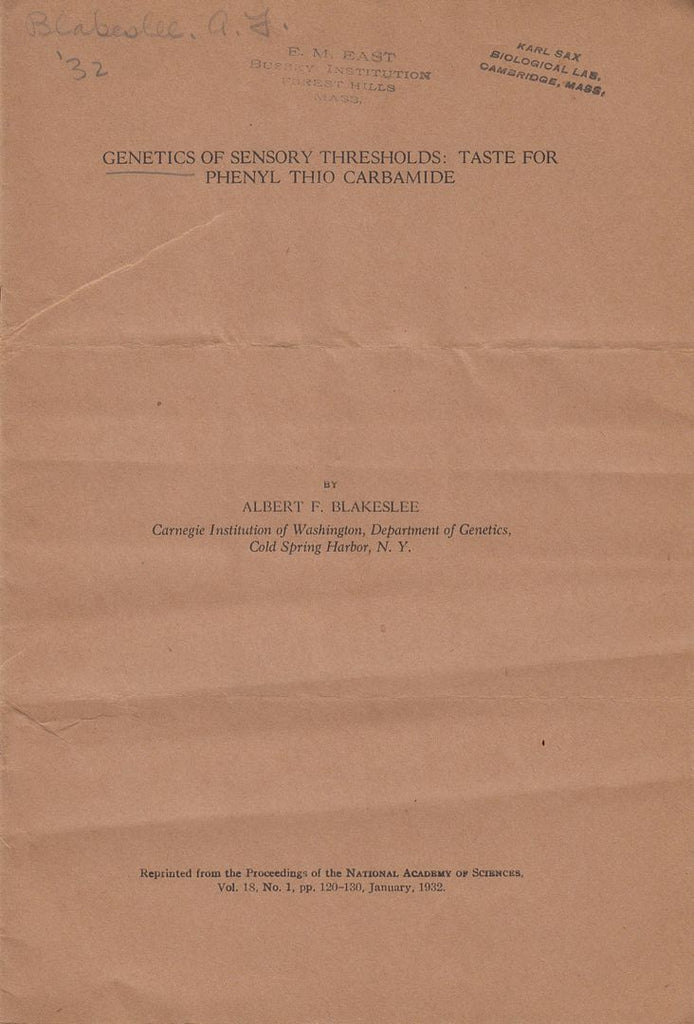 Blakeslee. A. F.
'32
E. M. EAST
BUSSEY INSTITUTION
FOREST HILLS
MASS.
KARL SAX
BIOLOGICAL LAB.
CAMBRIDGE, MASS.
GENETICS OF SENSORY THRESHOLDS: TASTE FOR
PHENYL THIO CARBAMIDE
BY
ALBERT F. BLAKESLEE
Carnegie Institution of Washington, Department of Genetics,
Cold Spring Harbor, N. Y.
Reprinted from the Proceedings of the NATIONAL ACADEMY OF SCIENCES,
Vol. 18, No. 1, pp. 120–130, January, 1932.